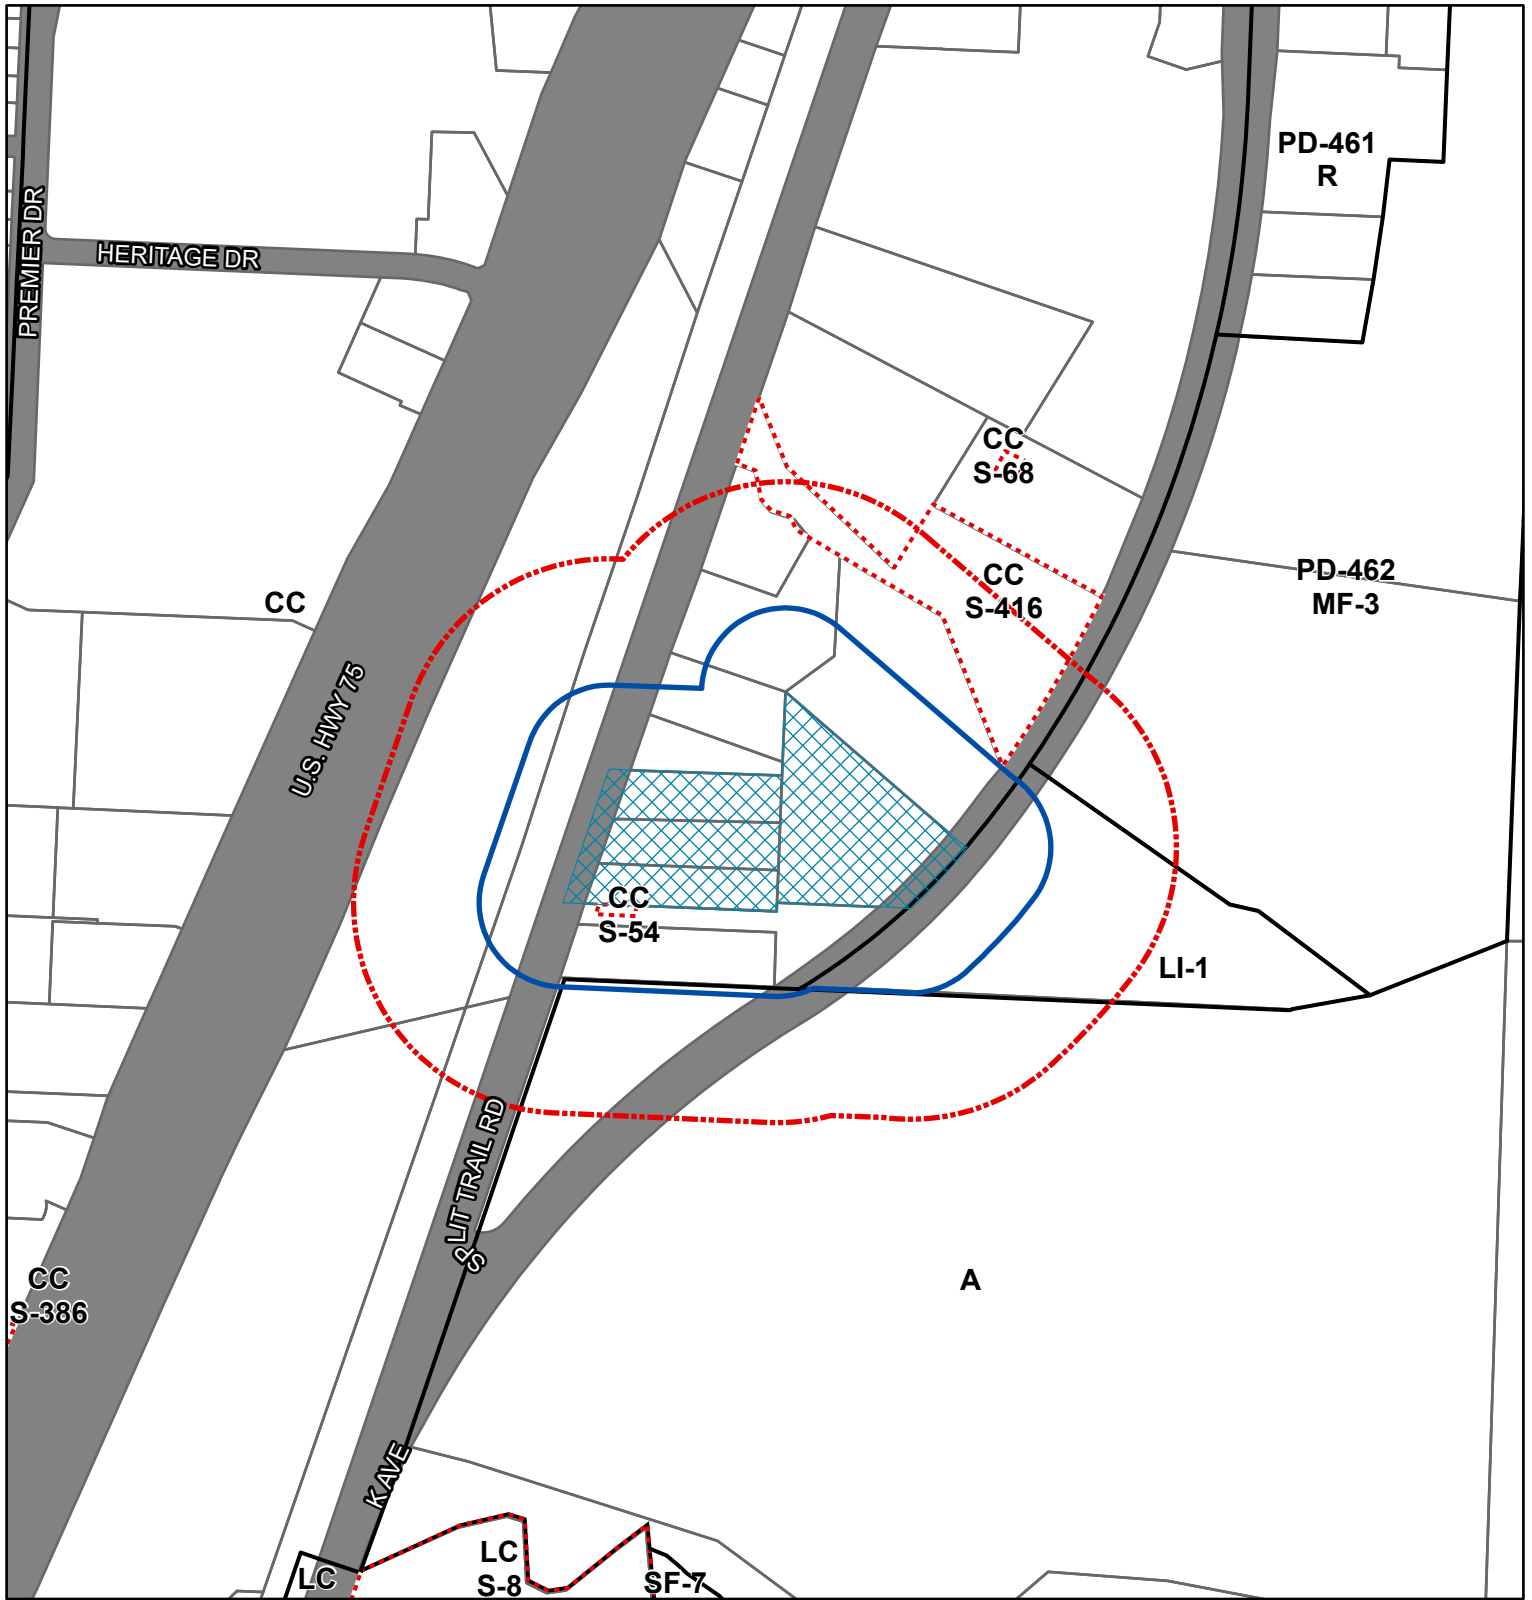 PD-461
R
PREMIER DR
HERITAGE DR
CC
S-68
CC
S-416
PD-462
MF-3
CC
U.S. HWY 75
CC
S-54
LI-1
SPLIT TRAIL RD
CC
S-386
A
K AVE
LC
S-8
LC
SF-7